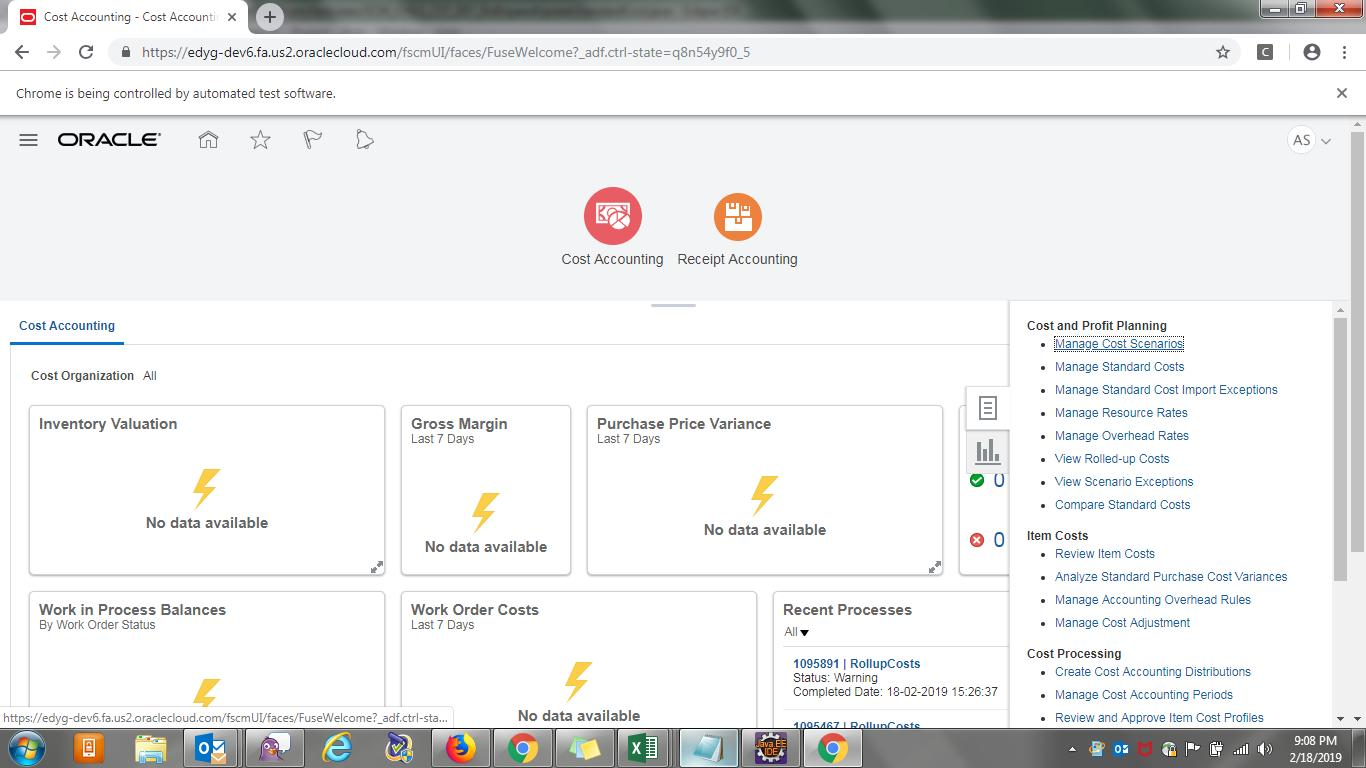 Cost Accounting - Cost Accountin
https://edyg-dev6.fa.us2.oraclecloud.com/fscmUI/faces/FuseWelcome?_adf.ctrl-state=q8n54y9f0_5
C
Chrome is being controlled by automated test software.
ORACLE
AS
Cost Accounting
Receipt Accounting
Cost Accounting
Cost Organization All
Inventory Valuation
No data available
Gross Margin
Last 7 Days
No data available
Purchase Price Variance
Last 7 Days
No data available
0
0
Work in Process Balances
By Work Order Status
Work Order Costs
Last 7 Days
No data available
Recent Processes
All
1095891 | RollupCosts
Status: Warning
Completed Date: 18-02-2019 15:26:37
1095467 | RollupCosts
Cost and Profit Planning
Manage Cost Scenarios
Manage Standard Costs
Manage Standard Cost Import Exceptions
Manage Resource Rates
Manage Overhead Rates
View Rolled-up Costs
View Scenario Exceptions
Compare Standard Costs
Item Costs
Review Item Costs
Analyze Standard Purchase Cost Variances
Manage Accounting Overhead Rules
Manage Cost Adjustment
Cost Processing
Create Cost Accounting Distributions
Manage Cost Accounting Periods
Review and Approve Item Cost Profiles
https://edyg-dev6.fa.us2.oraclecloud.com/fscmUI/faces/FuseWelcome?_adf.ctrl-sta...
Java EE
IDE
9:08 PM
2/18/2019